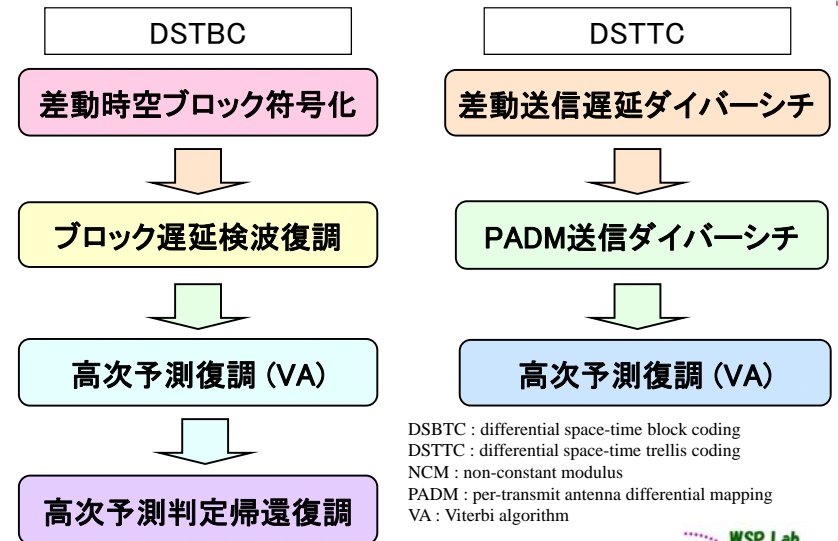 DSTBC
差動時空ブロック符号化
ブロック遅延検波復調
高次予測復調 (VA)
高次予測判定帰還復調
DSTTC
差動送信遅延ダイバーシチ
PADM送信ダイバーシチ
高次予測復調 (VA)
DSBTC : differential space-time block coding
DSTTC : differential space-time trellis coding
NCM : non-constant modulus
PADM : per-transmit antenna differential mapping
VA : Viterbi algorithm
WSP Lab